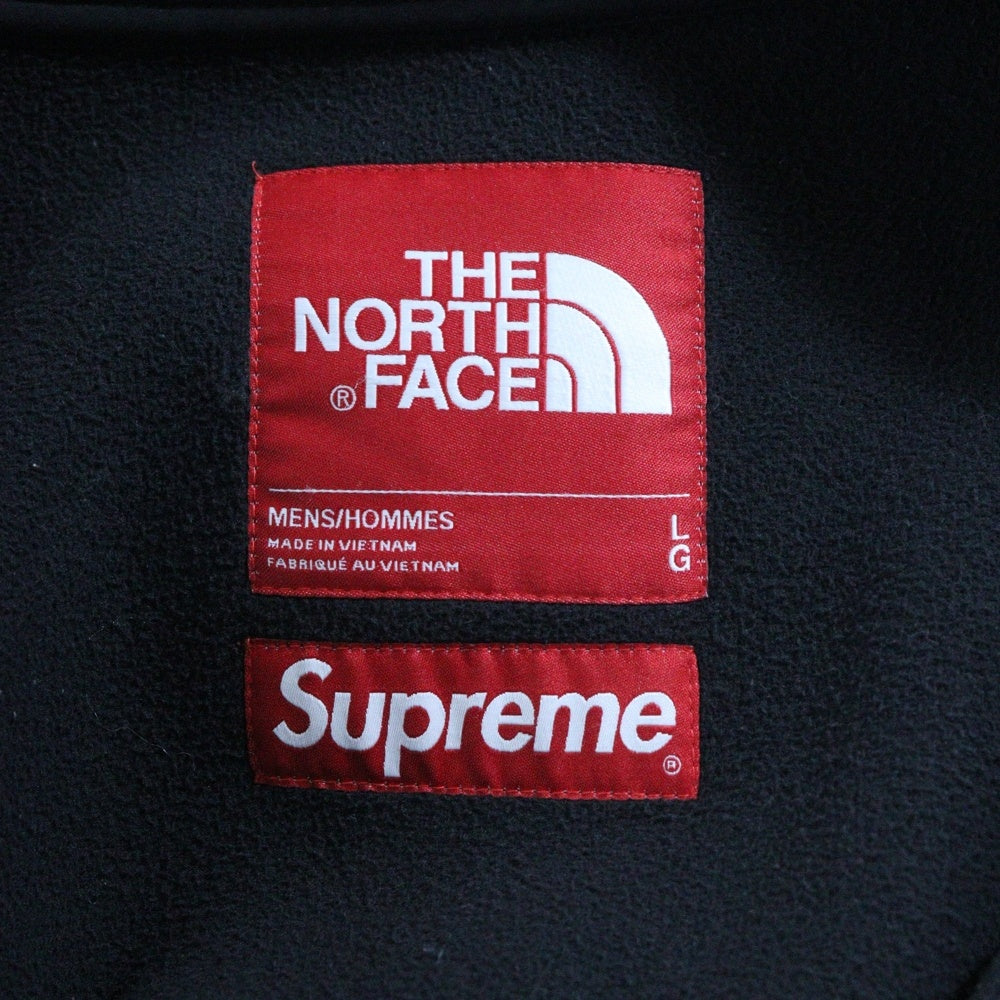 THE
NORTH
® FACE
MENS/HOMMES
MADE IN VIETNAM
FABRIQUÉ AU VIETNAM
L
G
Supreme
®